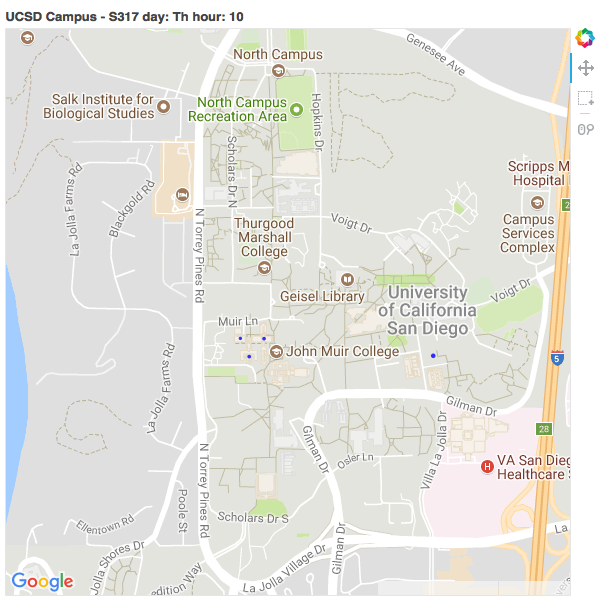 UCSD Campus - S317 day: Th hour: 10
Genesee Ave
North Campus
Salk Institute for
Biological Studies
North Campus
Recreation Area
Hopkins Dr
Scholars Dr N
Scripps M
Hospital
La Jolla Farms Rd
Blackgold Rd
2
N Torrey Pines Rd
Voigt Dr
Campus
Services
Complex
Thurgood
Marshall
College
Geisel Library
University
of California
San Diego
Voigt Dr
Muir Ln
John Muir College
La Jolla Farms Rd
5
Gilman Dr
Gilman Dr
Villa La Jolla Dr
28
Osler Ln
N Torrey Pines Rd
H
VA San Dieg
Healthcare S
Poole St
Ellentown Rd
Scholars Dr S
La
Gilman Dr
La Jolla Shores Dr
La Jolla Village Dr
edition Way
Google